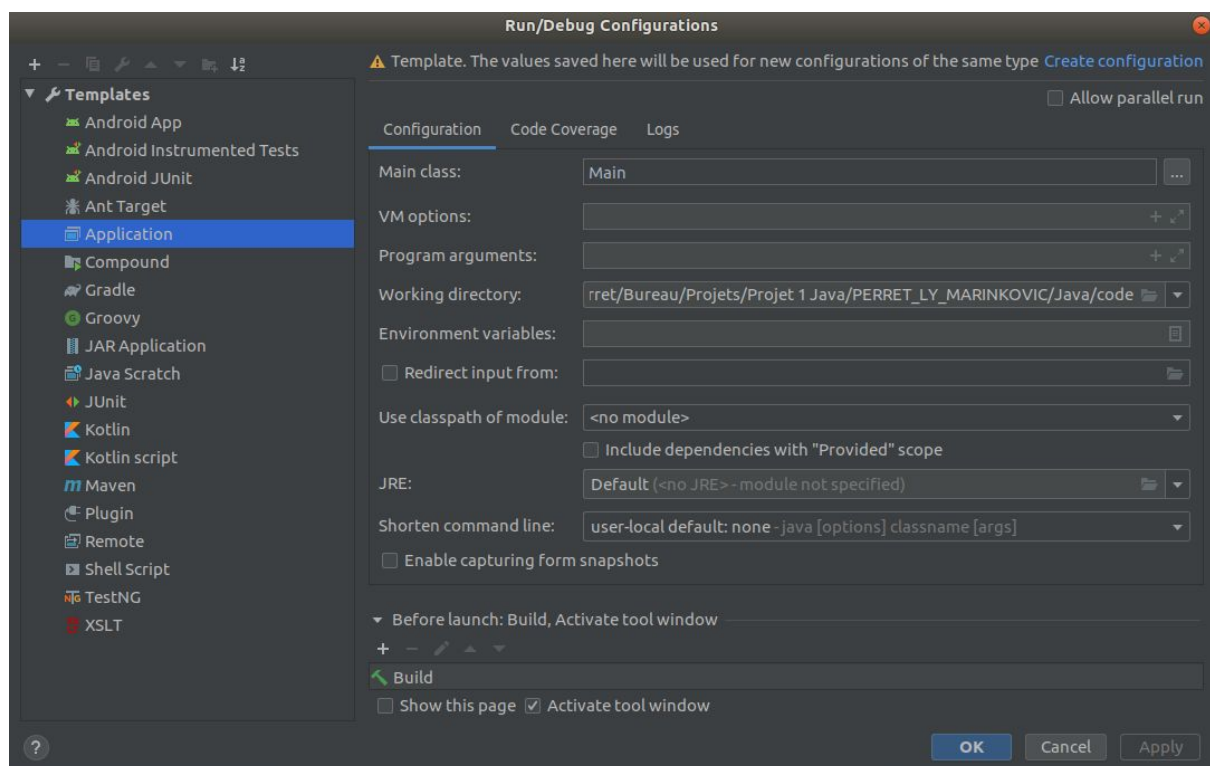 Run/Debug Configurations
Template. The values saved here will be used for new configurations of the same type Create configuration
Templates
Android App
Android Instrumented Tests
Android JUnit
Ant Target
Application
Compound
Gradle
Groovy
JAR Application
Java Scratch
JUnit
Kotlin
Kotlin script
Maven
Plugin
Remote
Shell Script
TestNG
XSLT
Allow parallel run
Configuration Code Coverage Logs
Main class: Main ...
VM options:
Program arguments:
Working directory: rret/Bureau/Projets/Projet 1 Java/PERRET_LY_MARINKOVIC/Java/code
Environment variables:
Redirect input from:
Use classpath of module: <no module>
Include dependencies with "Provided" scope
JRE: Default (<no JRE> - module not specified)
Shorten command line: user-local default: none - java [options] classname [args]
Enable capturing form snapshots
Before launch: Build, Activate tool window
Build
Show this page Activate tool window
? OK Cancel Apply